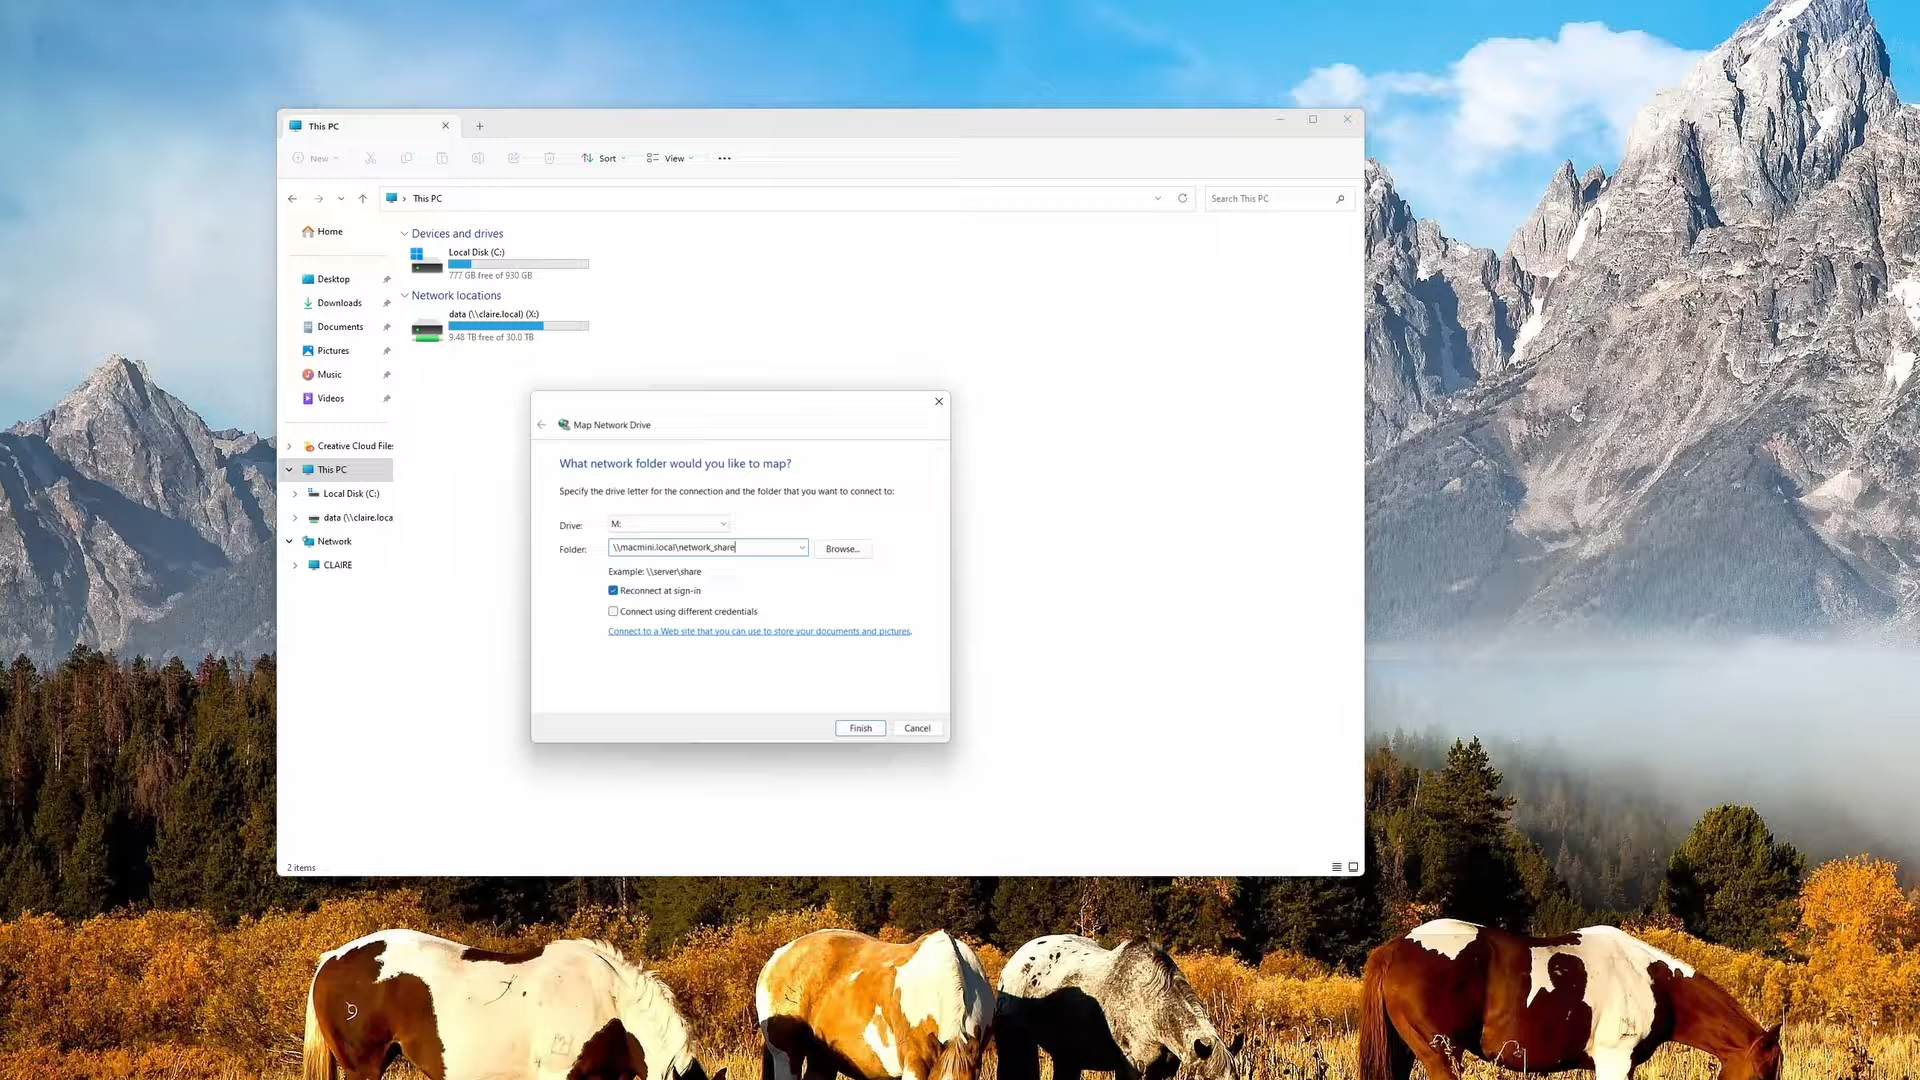 This PC
New
Sort
View
This PC
Search This PC
Home
Desktop
Downloads
Documents
Pictures
Music
Videos
Creative Cloud Files
This PC
Local Disk (C:)
data (\\claire.loca
Network
CLAIRE
Devices and drives
Local Disk (C:)
777 GB free of 930 GB
Network locations
data (\\claire.local) (X:)
9.48 TB free of 30.0 TB
Map Network Drive
What network folder would you like to map?
Specify the drive letter for the connection and the folder that you want to connect to:
Drive: M:
Folder: \\macmini.local\network_share Browse...
Example: \\server\share
Reconnect at sign-in
Connect using different credentials
Connect to a Web site that you can use to store your documents and pictures.
Finish Cancel
2 items